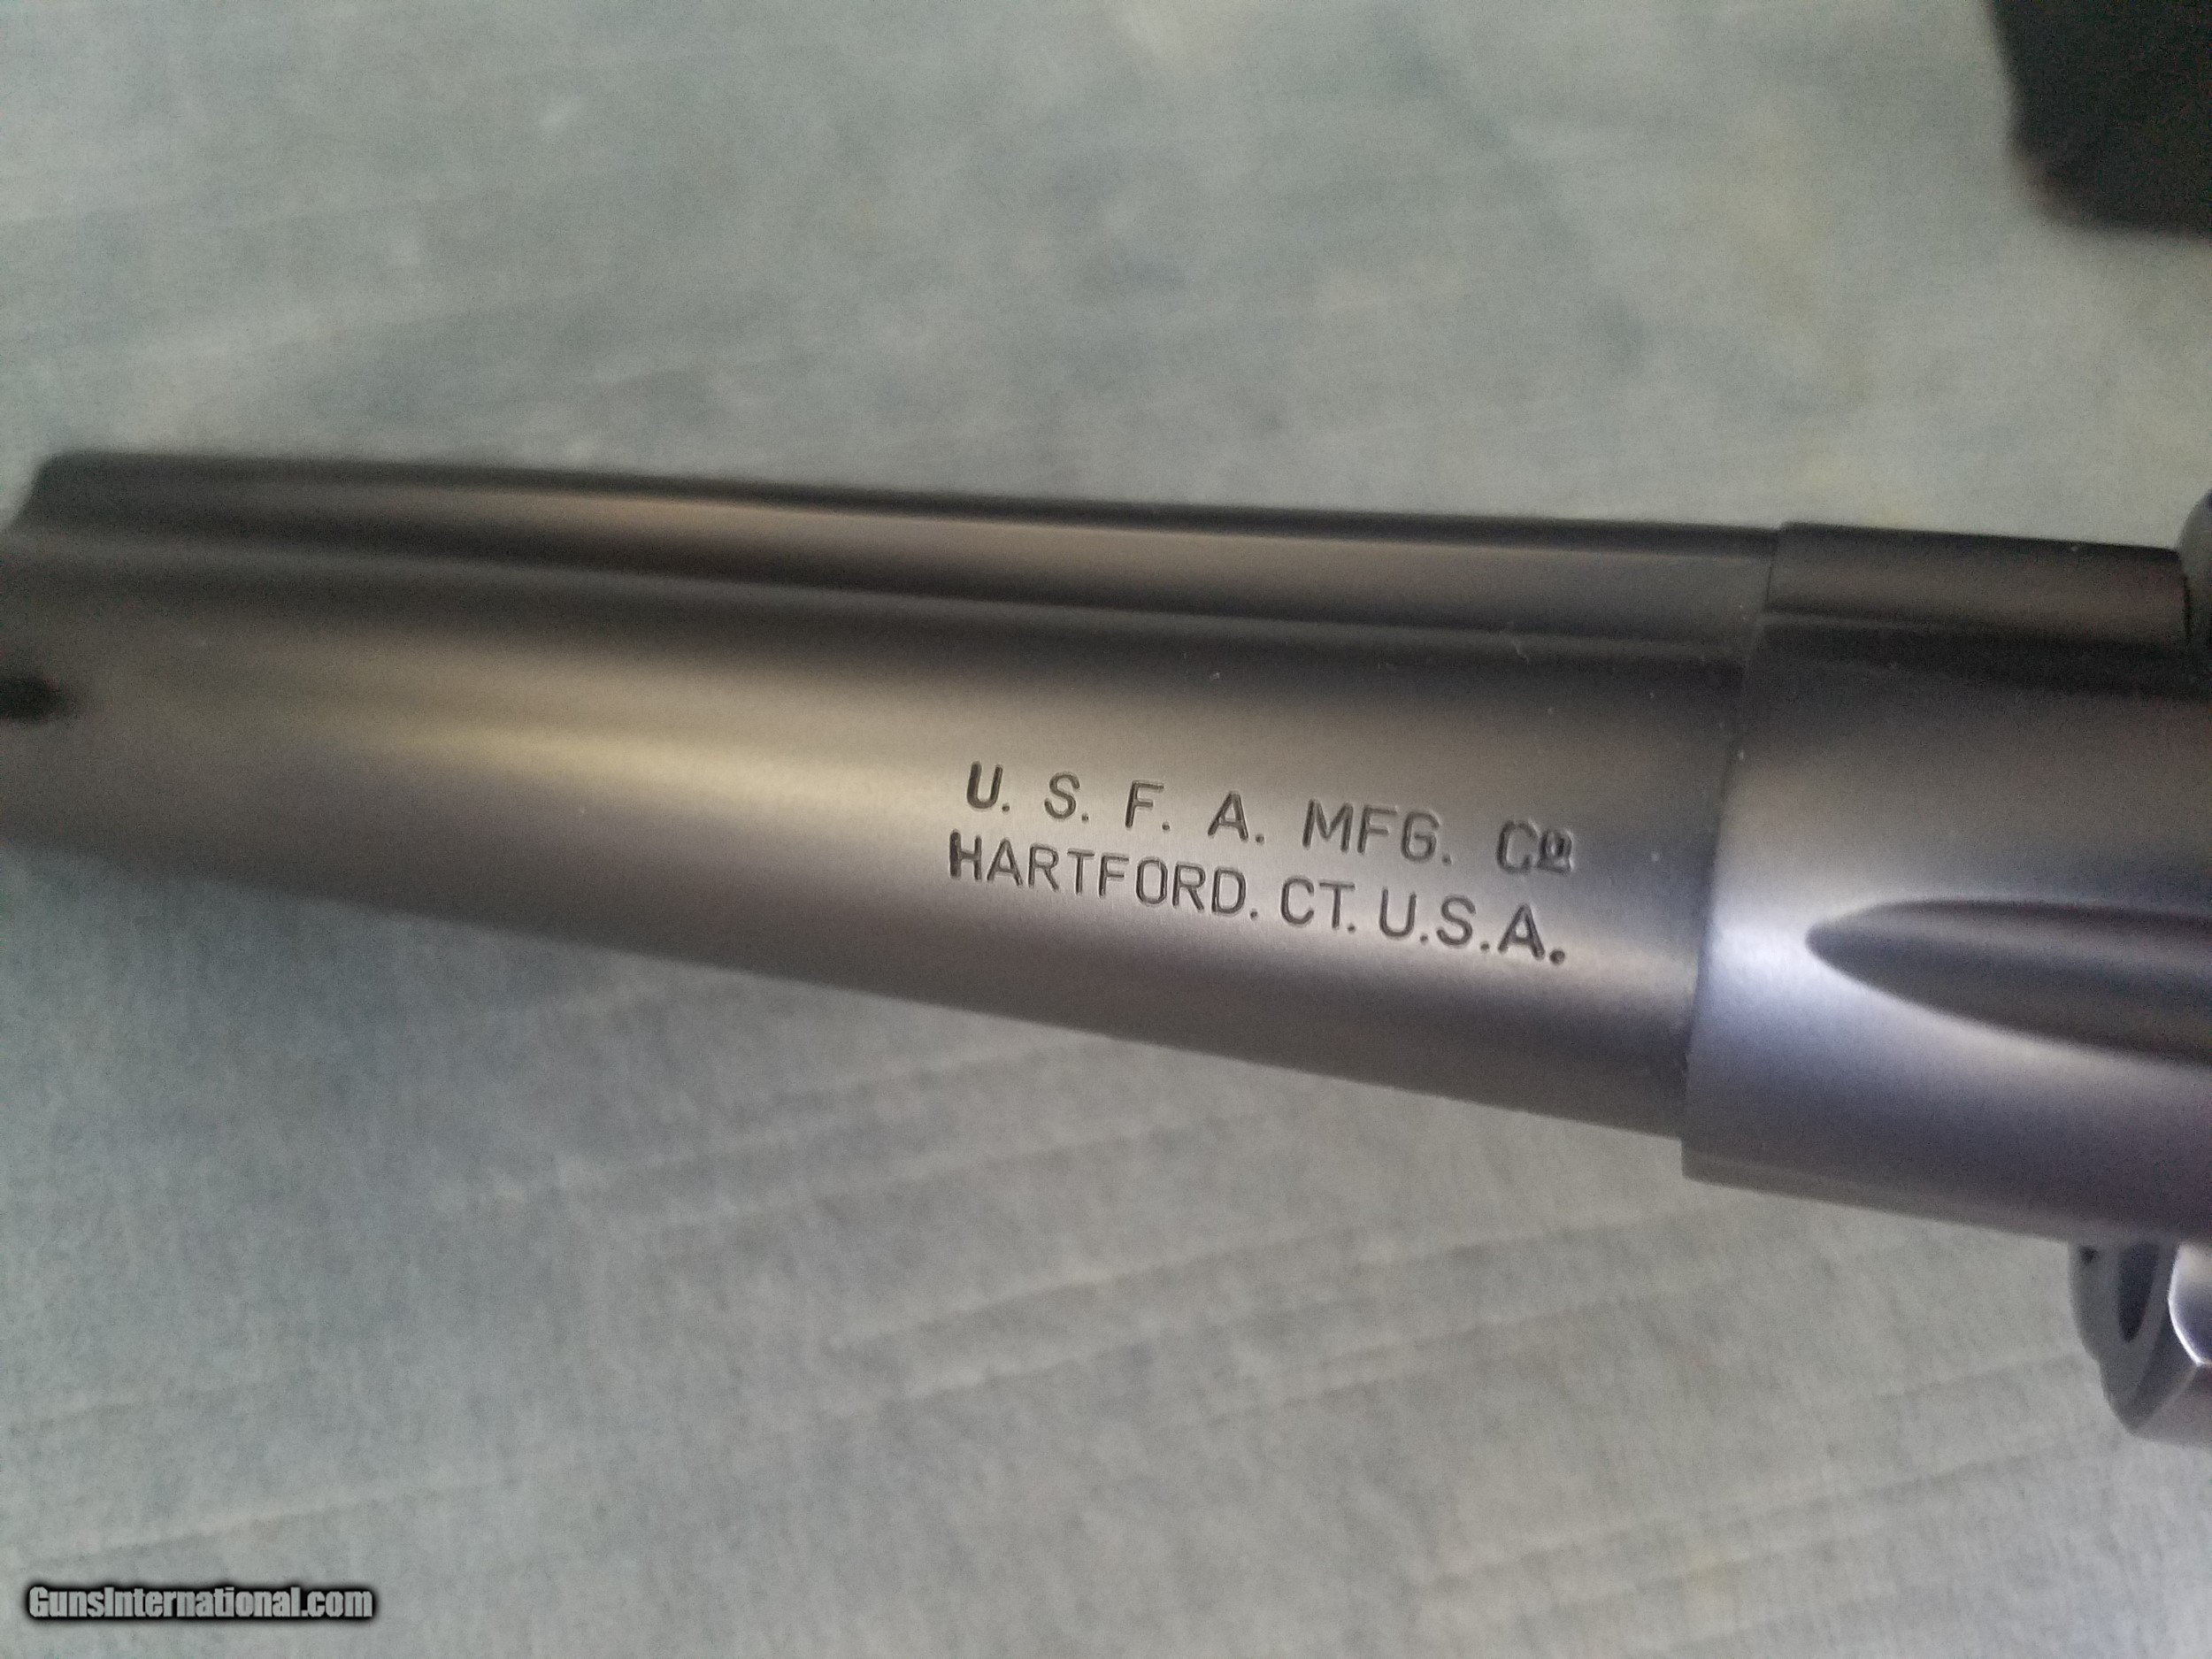 U. S. F. A. MFG. Cº
HARTFORD. CT. U.S.A.
GunsInternational.com